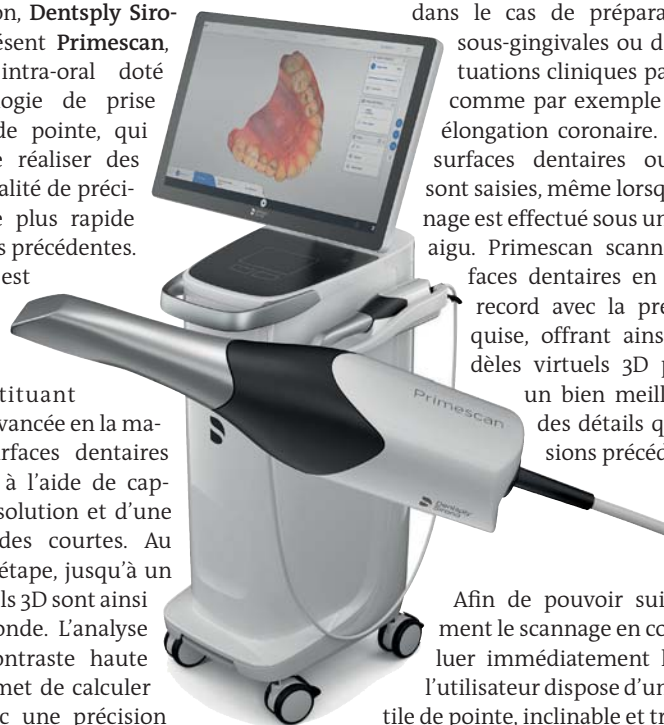 on, Dentsply Siro-
ésent Primescan,
intra-oral doté
logie de prise
de pointe, qui
e réaliser des
alité de préci-
e plus rapide
s précédentes.
est
tituant
vancée en la ma-
rfaces dentaires
à l'aide de cap-
solution et d'une
des courtes. Au
étape, jusqu'à un
ls 3D sont ainsi
onde. L'analyse
ontraste haute
met de calculer
c une précision
dans le cas de prépara
sous-gingivales ou d
tuations cliniques pa
comme par exemple
élongation coronaire.
surfaces dentaires ou
sont saisies, même lorsq
nage est effectué sous un
aigu. Primescan scann
faces dentaires en
record avec la pre
quise, offrant ains
dèles virtuels 3D p
un bien meill
des détails q
sions précéd
Afin de pouvoir sui
ment le scannage en co
luer immédiatement l
l'utilisateur dispose d'un
tile de pointe, inclinable et tr
Primescan
Dentsply
Sirona